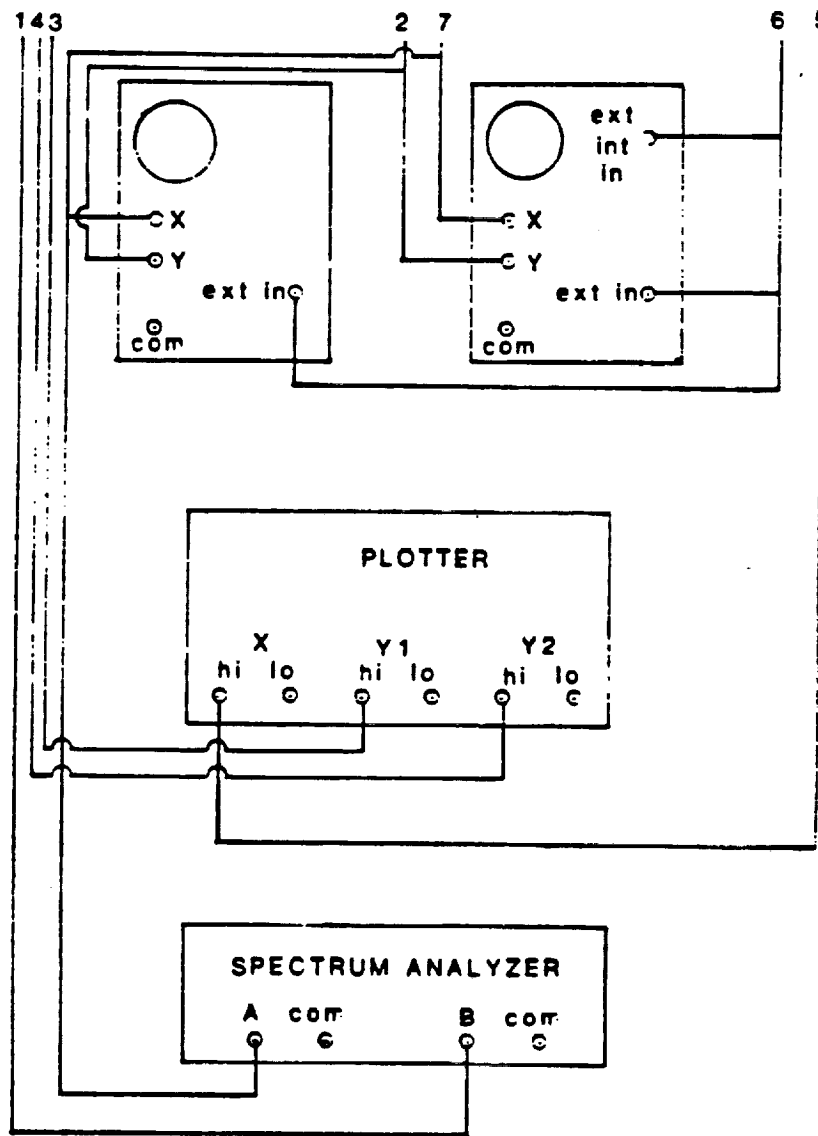 1 4 3 2 7 6
ext
int
in
X
Y
ext in
com
X
Y
ext in
com
PLOTTER
X Y1 Y2
hi lo hi lo hi lo
SPECTRUM ANALYZER
A com B com